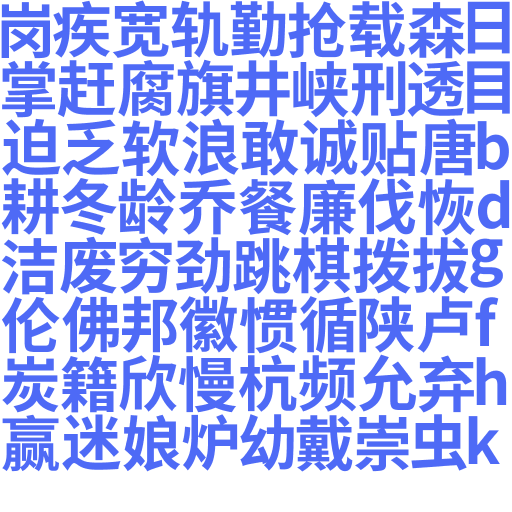 岗疾宽轨勤抢载森日
掌赶腐旗井峡刑透目
迫乏软浪敢诚贴唐b
耕冬龄乔餐廉伐恢d
洁废穷劲跳棋拨拔g
伦佛邦徽惯循陕卢f
炭籍欣慢杭频允弃h
赢迷娘炉幼戴崇虫k